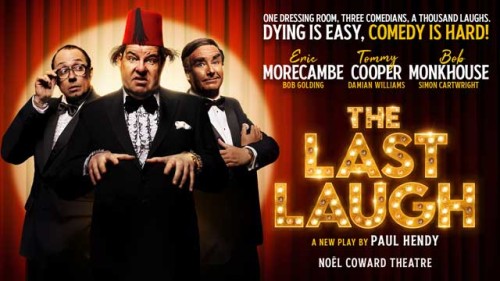 ONE DRESSING ROOM, THREE COMEDIANS, A THOUSAND LAUGHS.
DYING IS EASY, COMEDY IS HARD!
Eric Tommy Bob
MORECAMBE COOPER MONKHOUSE
BOB GOLDING DAMIAN WILLIAMS SIMON CARTWRIGHT
THE
LAST
LAUGH
A NEW PLAY BY PAUL HENDY
NOËL COWARD THEATRE